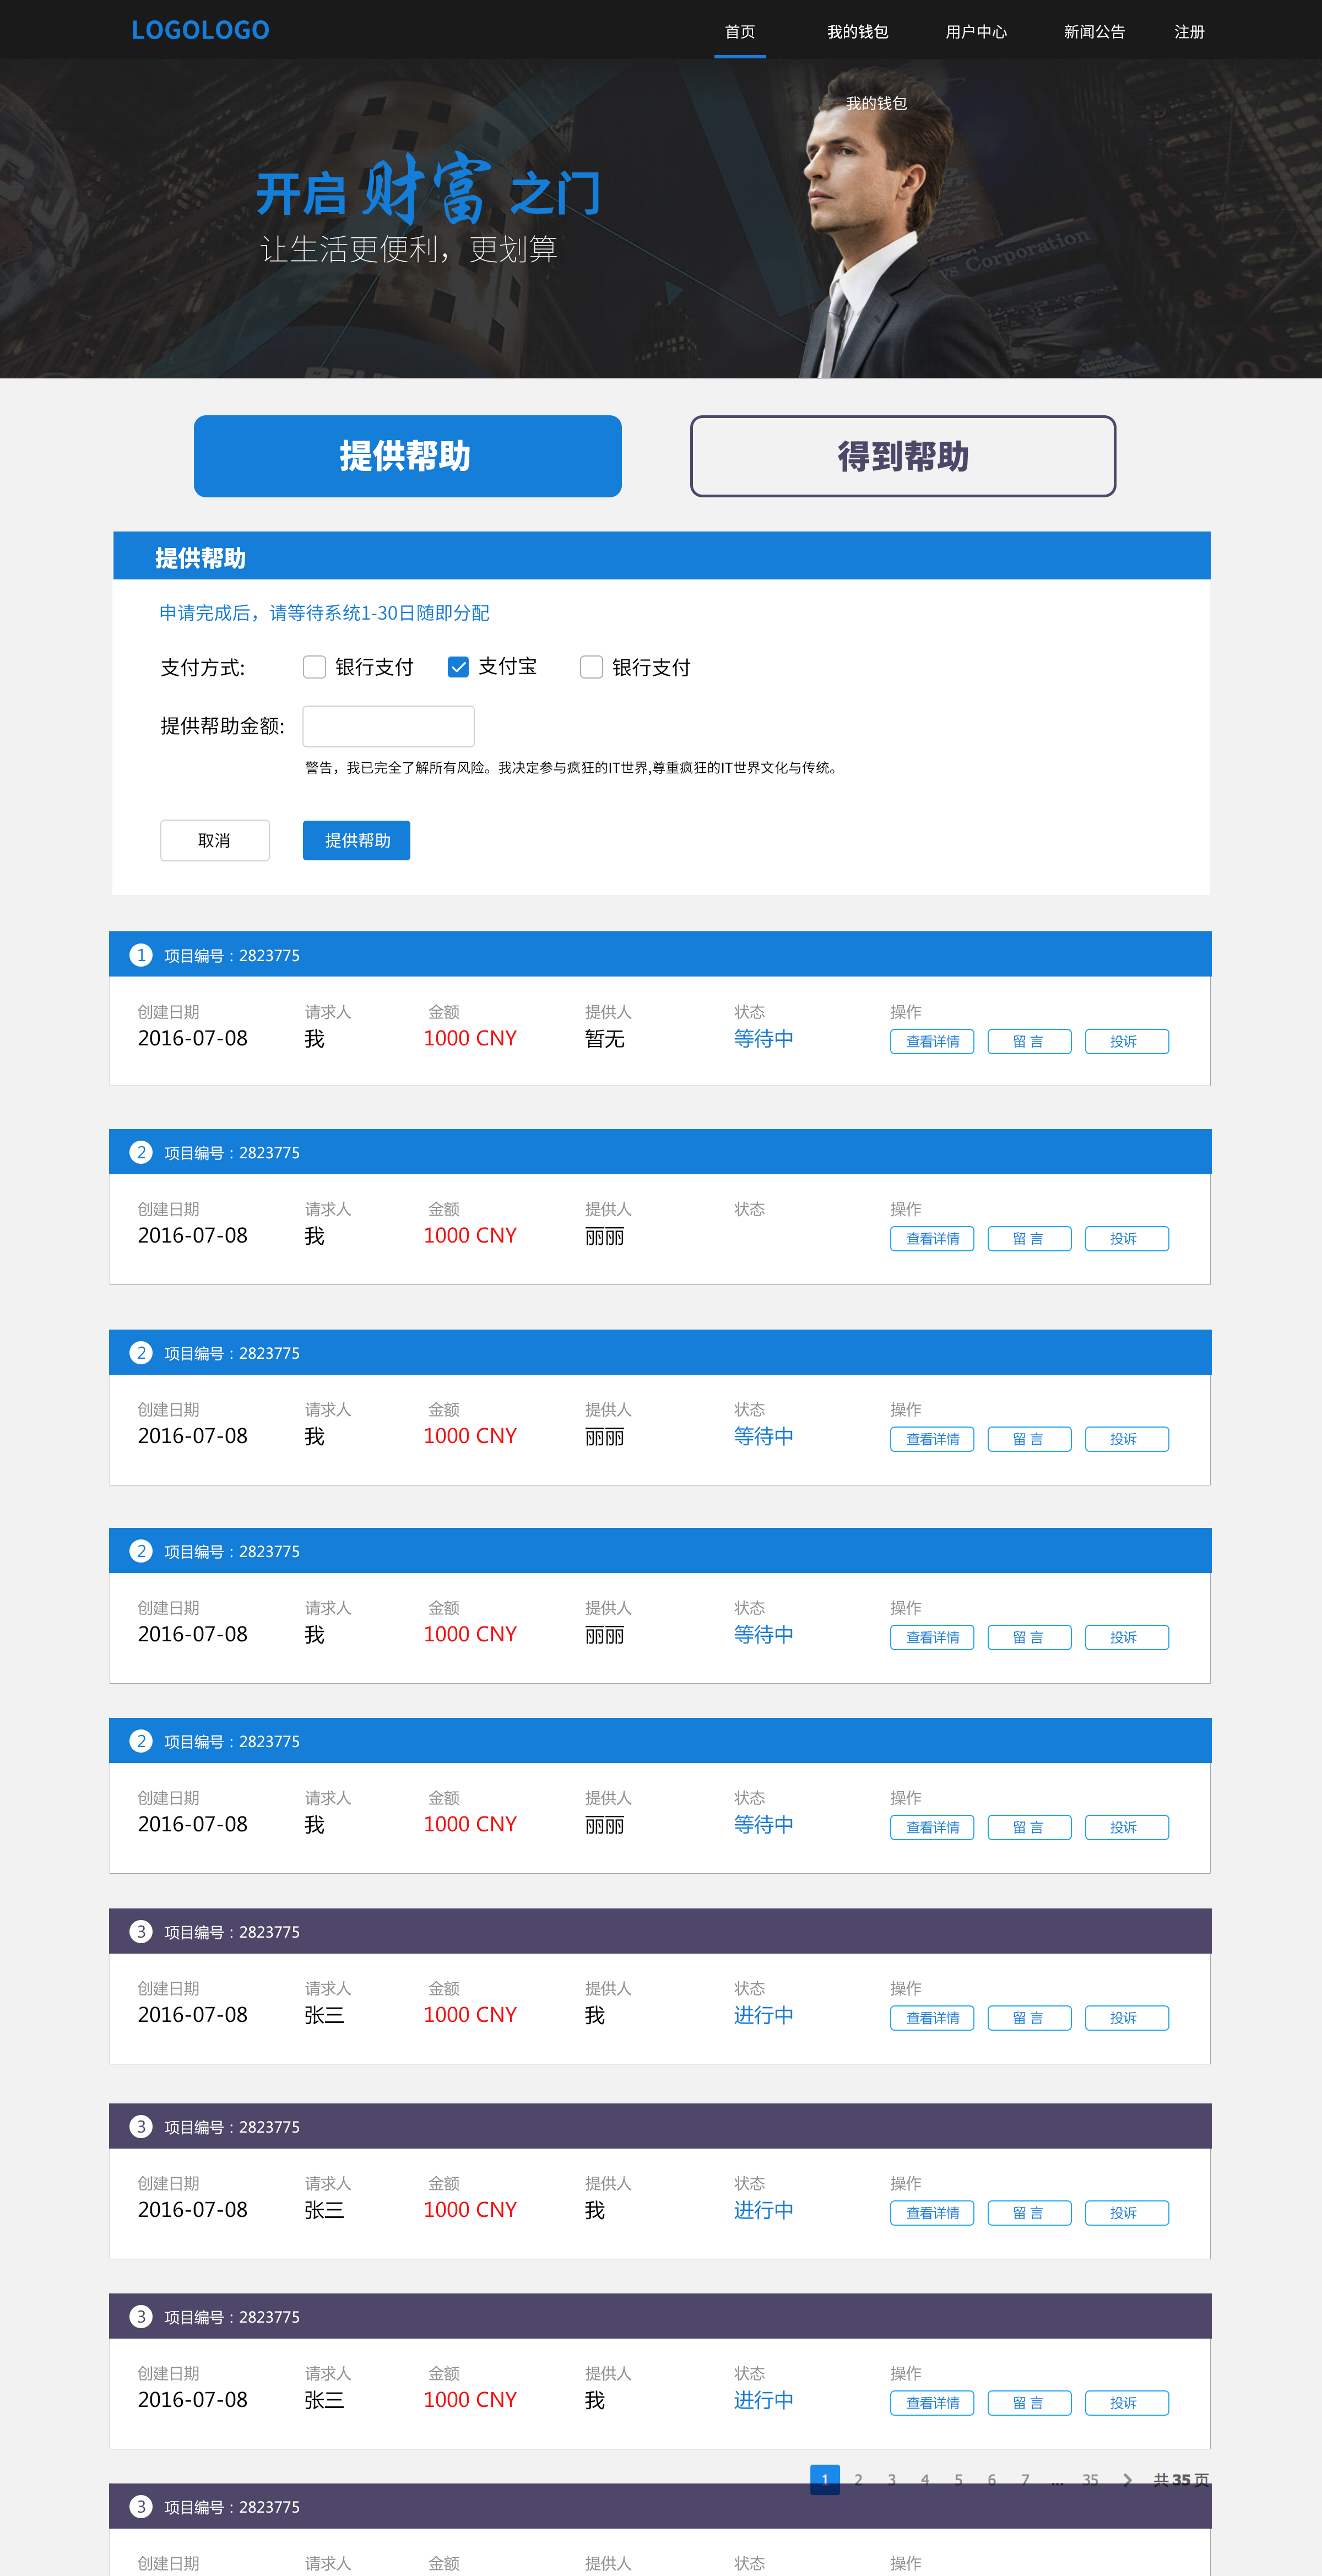 LOGOLOGO
首页 我的钱包 用户中心 新闻公告 注册
我的钱包
开启 财富 之门
让生活更便利，更划算
ws Corporation
提供帮助 得到帮助
提供帮助
申请完成后，请等待系统1-30日随即分配
支付方式: 银行支付 支付宝 银行支付
提供帮助金额:
警告，我已完全了解所有风险。我决定参与疯狂的IT世界,尊重疯狂的IT世界文化与传统。
取消 提供帮助
1 项目编号：2823775
创建日期 请求人 金额 提供人 状态 操作
2016-07-08 我 1000 CNY 暂无 等待中 查看详情 留 言 投诉
2 项目编号：2823775
创建日期 请求人 金额 提供人 状态 操作
2016-07-08 我 1000 CNY 丽丽 查看详情 留 言 投诉
2 项目编号：2823775
创建日期 请求人 金额 提供人 状态 操作
2016-07-08 我 1000 CNY 丽丽 等待中 查看详情 留 言 投诉
2 项目编号：2823775
创建日期 请求人 金额 提供人 状态 操作
2016-07-08 我 1000 CNY 丽丽 等待中 查看详情 留 言 投诉
2 项目编号：2823775
创建日期 请求人 金额 提供人 状态 操作
2016-07-08 我 1000 CNY 丽丽 等待中 查看详情 留 言 投诉
3 项目编号：2823775
创建日期 请求人 金额 提供人 状态 操作
2016-07-08 张三 1000 CNY 我 进行中 查看详情 留 言 投诉
3 项目编号：2823775
创建日期 请求人 金额 提供人 状态 操作
2016-07-08 张三 1000 CNY 我 进行中 查看详情 留 言 投诉
3 项目编号：2823775
创建日期 请求人 金额 提供人 状态 操作
2016-07-08 张三 1000 CNY 我 进行中 查看详情 留 言 投诉
1 2 3 4 5 6 7 ... 35 共 35 页
3 项目编号：2823775
创建日期 请求人 金额 提供人 状态 操作